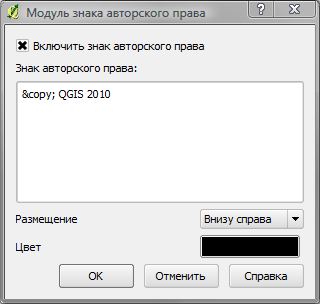 Модуль знака авторского права
Включить знак авторского права
Знак авторского права:
&copy; QGIS 2010
Размещение
Внизу справа
Цвет
OK
Отменить
Справка